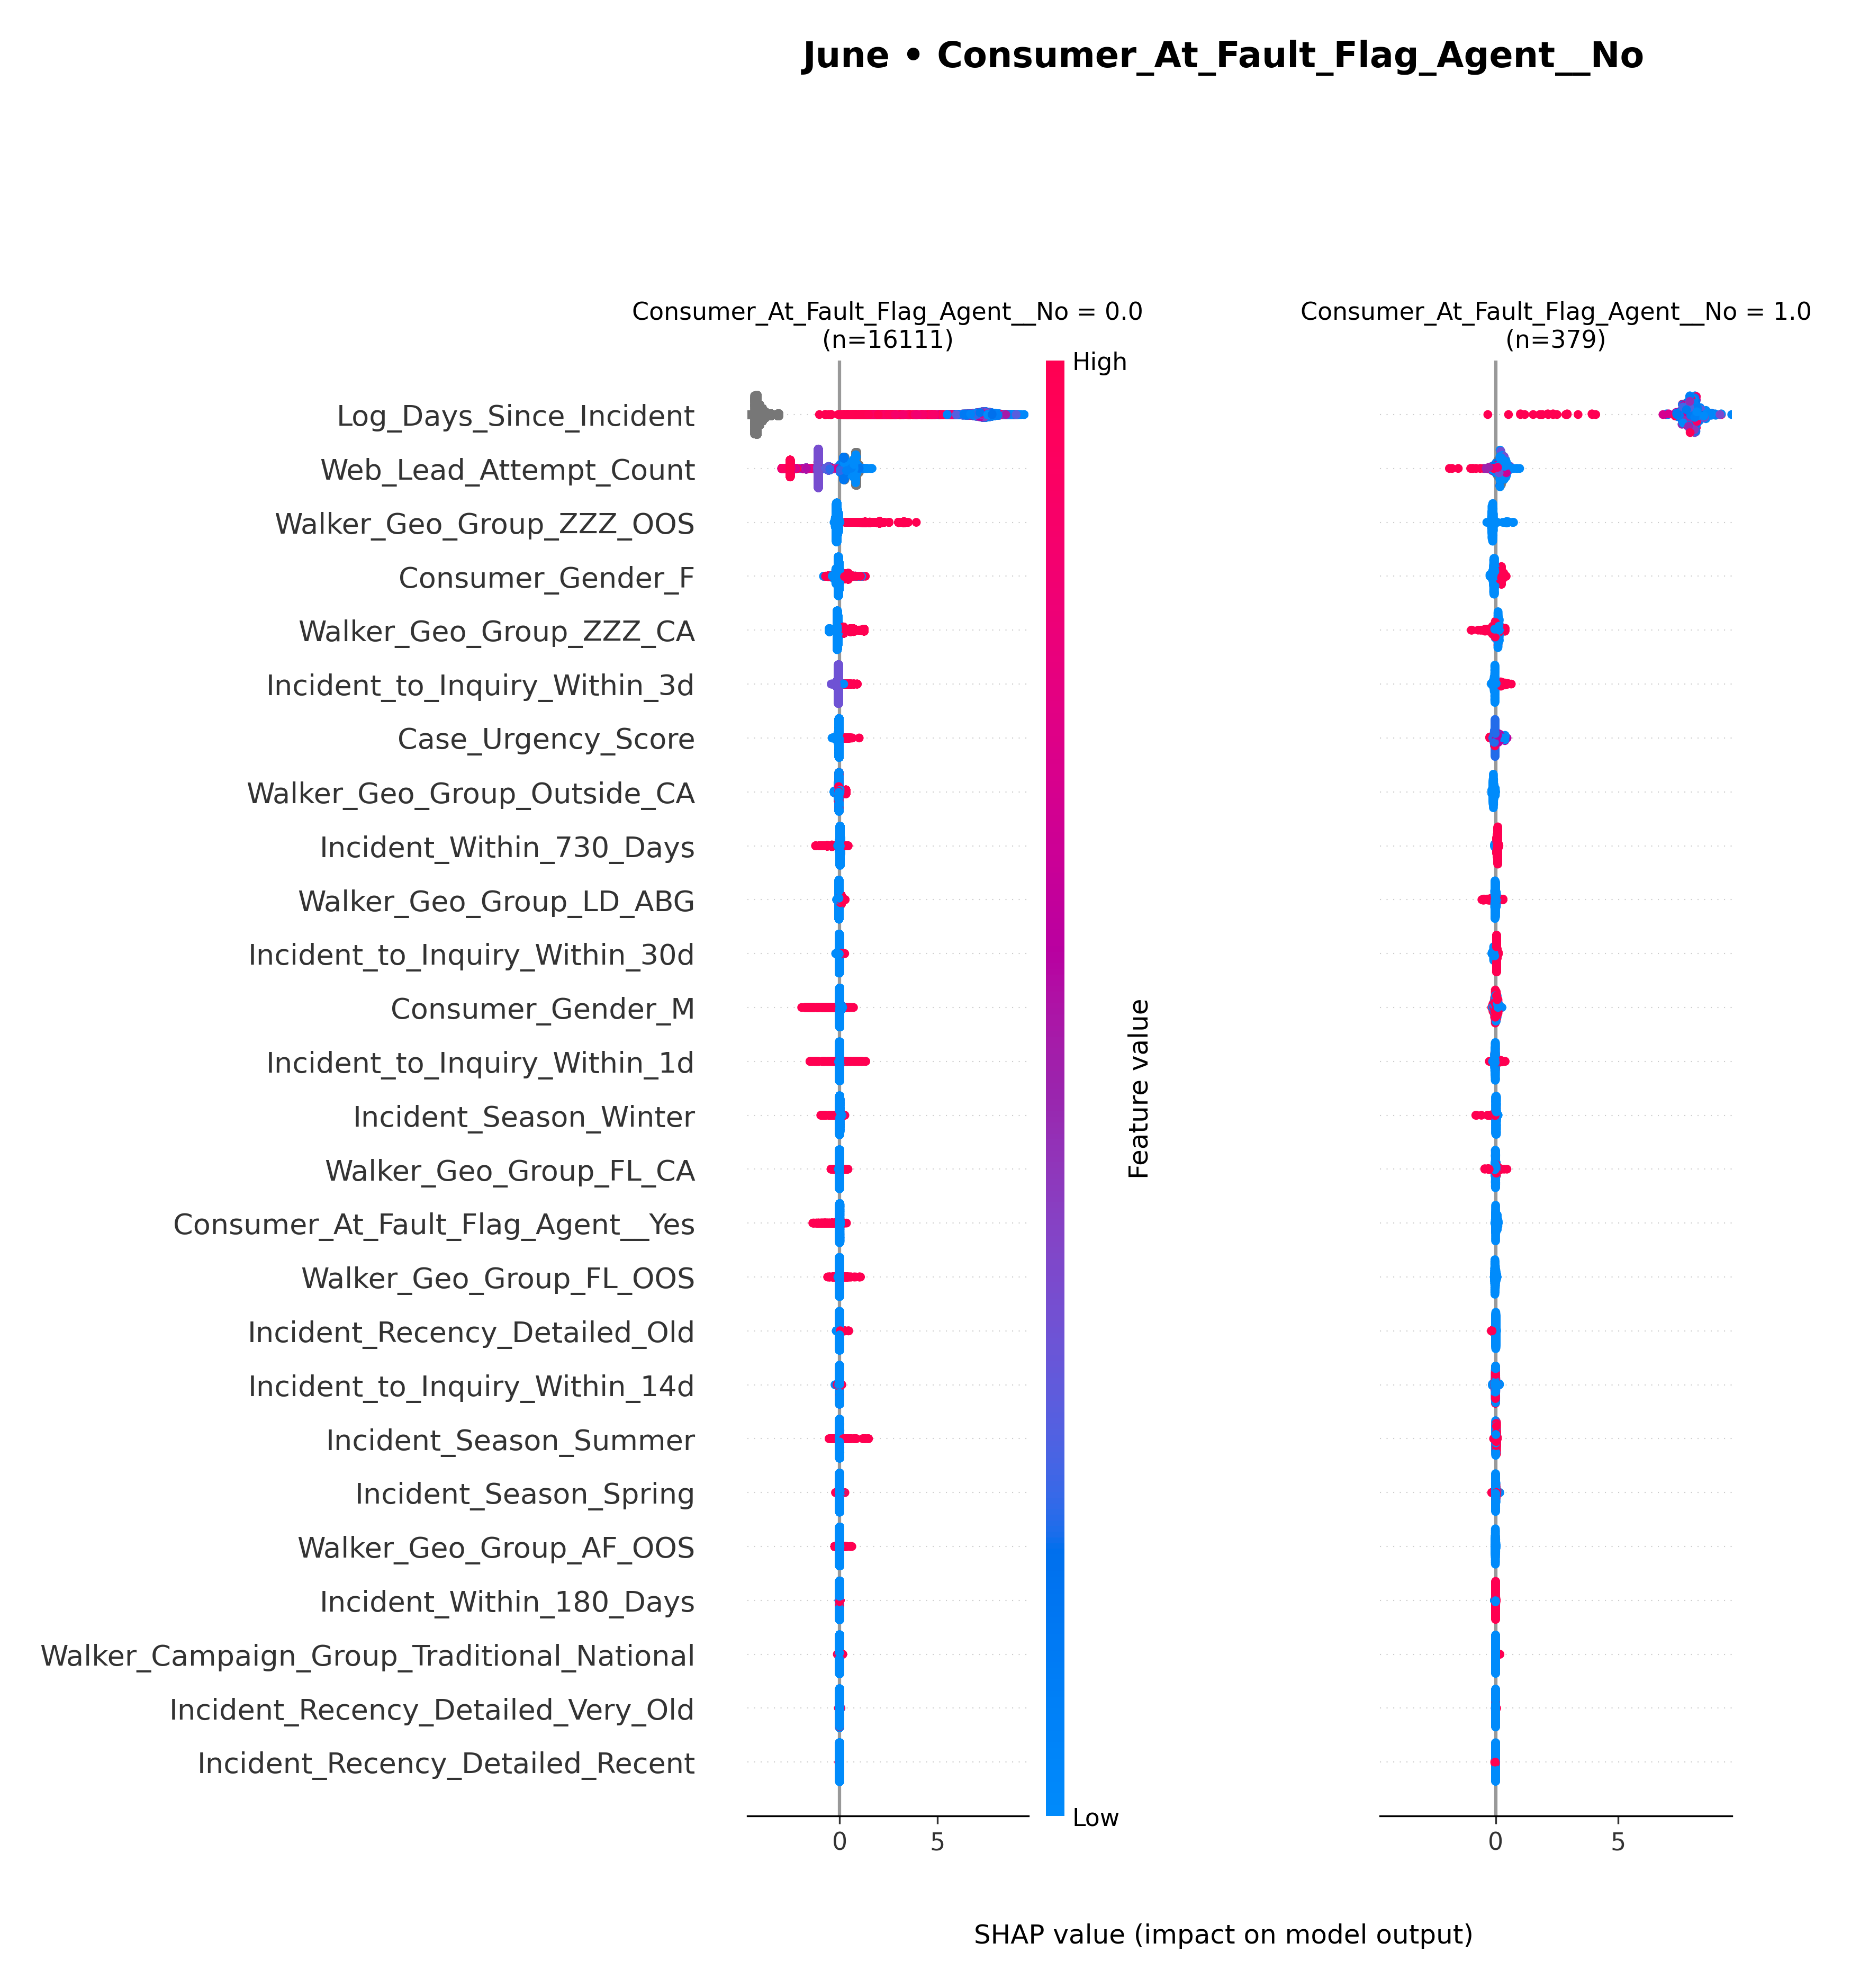 June • Consumer_At_Fault_Flag_Agent__No
Consumer_At_Fault_Flag_Agent__No = 0.0
(n=16111)
Consumer_At_Fault_Flag_Agent__No = 1.0
(n=379)
High
Log_Days_Since_Incident
Web_Lead_Attempt_Count
Walker_Geo_Group_ZZZ_OOS
Consumer_Gender_F
Walker_Geo_Group_ZZZ_CA
Incident_to_Inquiry_Within_3d
Case_Urgency_Score
Walker_Geo_Group_Outside_CA
Incident_Within_730_Days
Walker_Geo_Group_LD_ABG
Incident_to_Inquiry_Within_30d
Consumer_Gender_M
Incident_to_Inquiry_Within_1d
Incident_Season_Winter
Walker_Geo_Group_FL_CA
Consumer_At_Fault_Flag_Agent__Yes
Walker_Geo_Group_FL_OOS
Incident_Recency_Detailed_Old
Incident_to_Inquiry_Within_14d
Incident_Season_Summer
Incident_Season_Spring
Walker_Geo_Group_AF_OOS
Incident_Within_180_Days
Walker_Campaign_Group_Traditional_National
Incident_Recency_Detailed_Very_Old
Incident_Recency_Detailed_Recent
Feature value
Low
0 5
0 5
SHAP value (impact on model output)